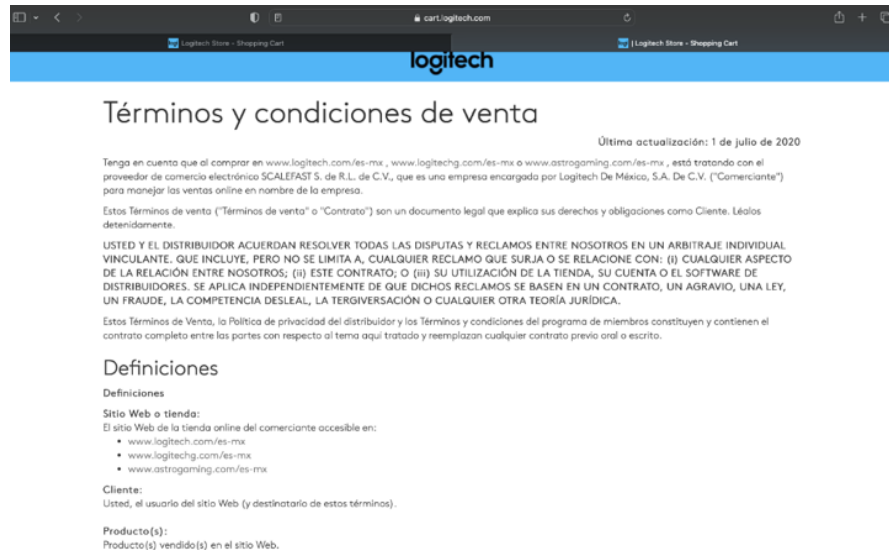 cart.logitech.com
Logitech Store - Shopping Cart
| Logitech Store - Shopping Cart
logitech
Términos y condiciones de venta
Última actualización: 1 de julio de 2020
Tenga en cuenta que al comprar en www.logitech.com/es-mx , www.logitechg.com/es-mx o www.astrogaming.com/es-mx , está tratando con el
proveedor de comercio electrónico SCALEFAST S. de R.L. de C.V., que es una empresa encargada por Logitech De México, S.A. De C.V. ("Comerciante")
para manejar las ventas online en nombre de la empresa.
Estos Términos de venta ("Términos de venta" o "Contrato") son un documento legal que explica sus derechos y obligaciones como Cliente. Léalos
detenidamente.
USTED Y EL DISTRIBUIDOR ACUERDAN RESOLVER TODAS LAS DISPUTAS Y RECLAMOS ENTRE NOSOTROS EN UN ARBITRAJE INDIVIDUAL
VINCULANTE. QUE INCLUYE, PERO NO SE LIMITA A, CUALQUIER RECLAMO QUE SURJA O SE RELACIONE CON: (i) CUALQUIER ASPECTO
DE LA RELACIÓN ENTRE NOSOTROS; (ii) ESTE CONTRATO; O (iii) SU UTILIZACIÓN DE LA TIENDA, SU CUENTA O EL SOFTWARE DE
DISTRIBUIDORES. SE APLICA INDEPENDIENTEMENTE DE QUE DICHOS RECLAMOS SE BASEN EN UN CONTRATO, UN AGRAVIO, UNA LEY,
UN FRAUDE, LA COMPETENCIA DESLEAL, LA TERGIVERSACIÓN O CUALQUIER OTRA TEORÍA JURÍDICA.
Estos Términos de Venta, la Política de privacidad del distribuidor y los Términos y condiciones del programa de miembros constituyen y contienen el
contrato completo entre las partes con respecto al tema aquí tratado y reemplazan cualquier contrato previo oral o escrito.
Definiciones
Definiciones
Sitio Web o tienda:
El sitio Web de la tienda online del comerciante accesible en:
• www.logitech.com/es-mx
• www.logitechg.com/es-mx
• www.astrogaming.com/es-mx
Cliente:
Usted, el usuario del sitio Web (y destinatario de estos términos).
Producto(s):
Producto(s) vendido(s) en el sitio Web.